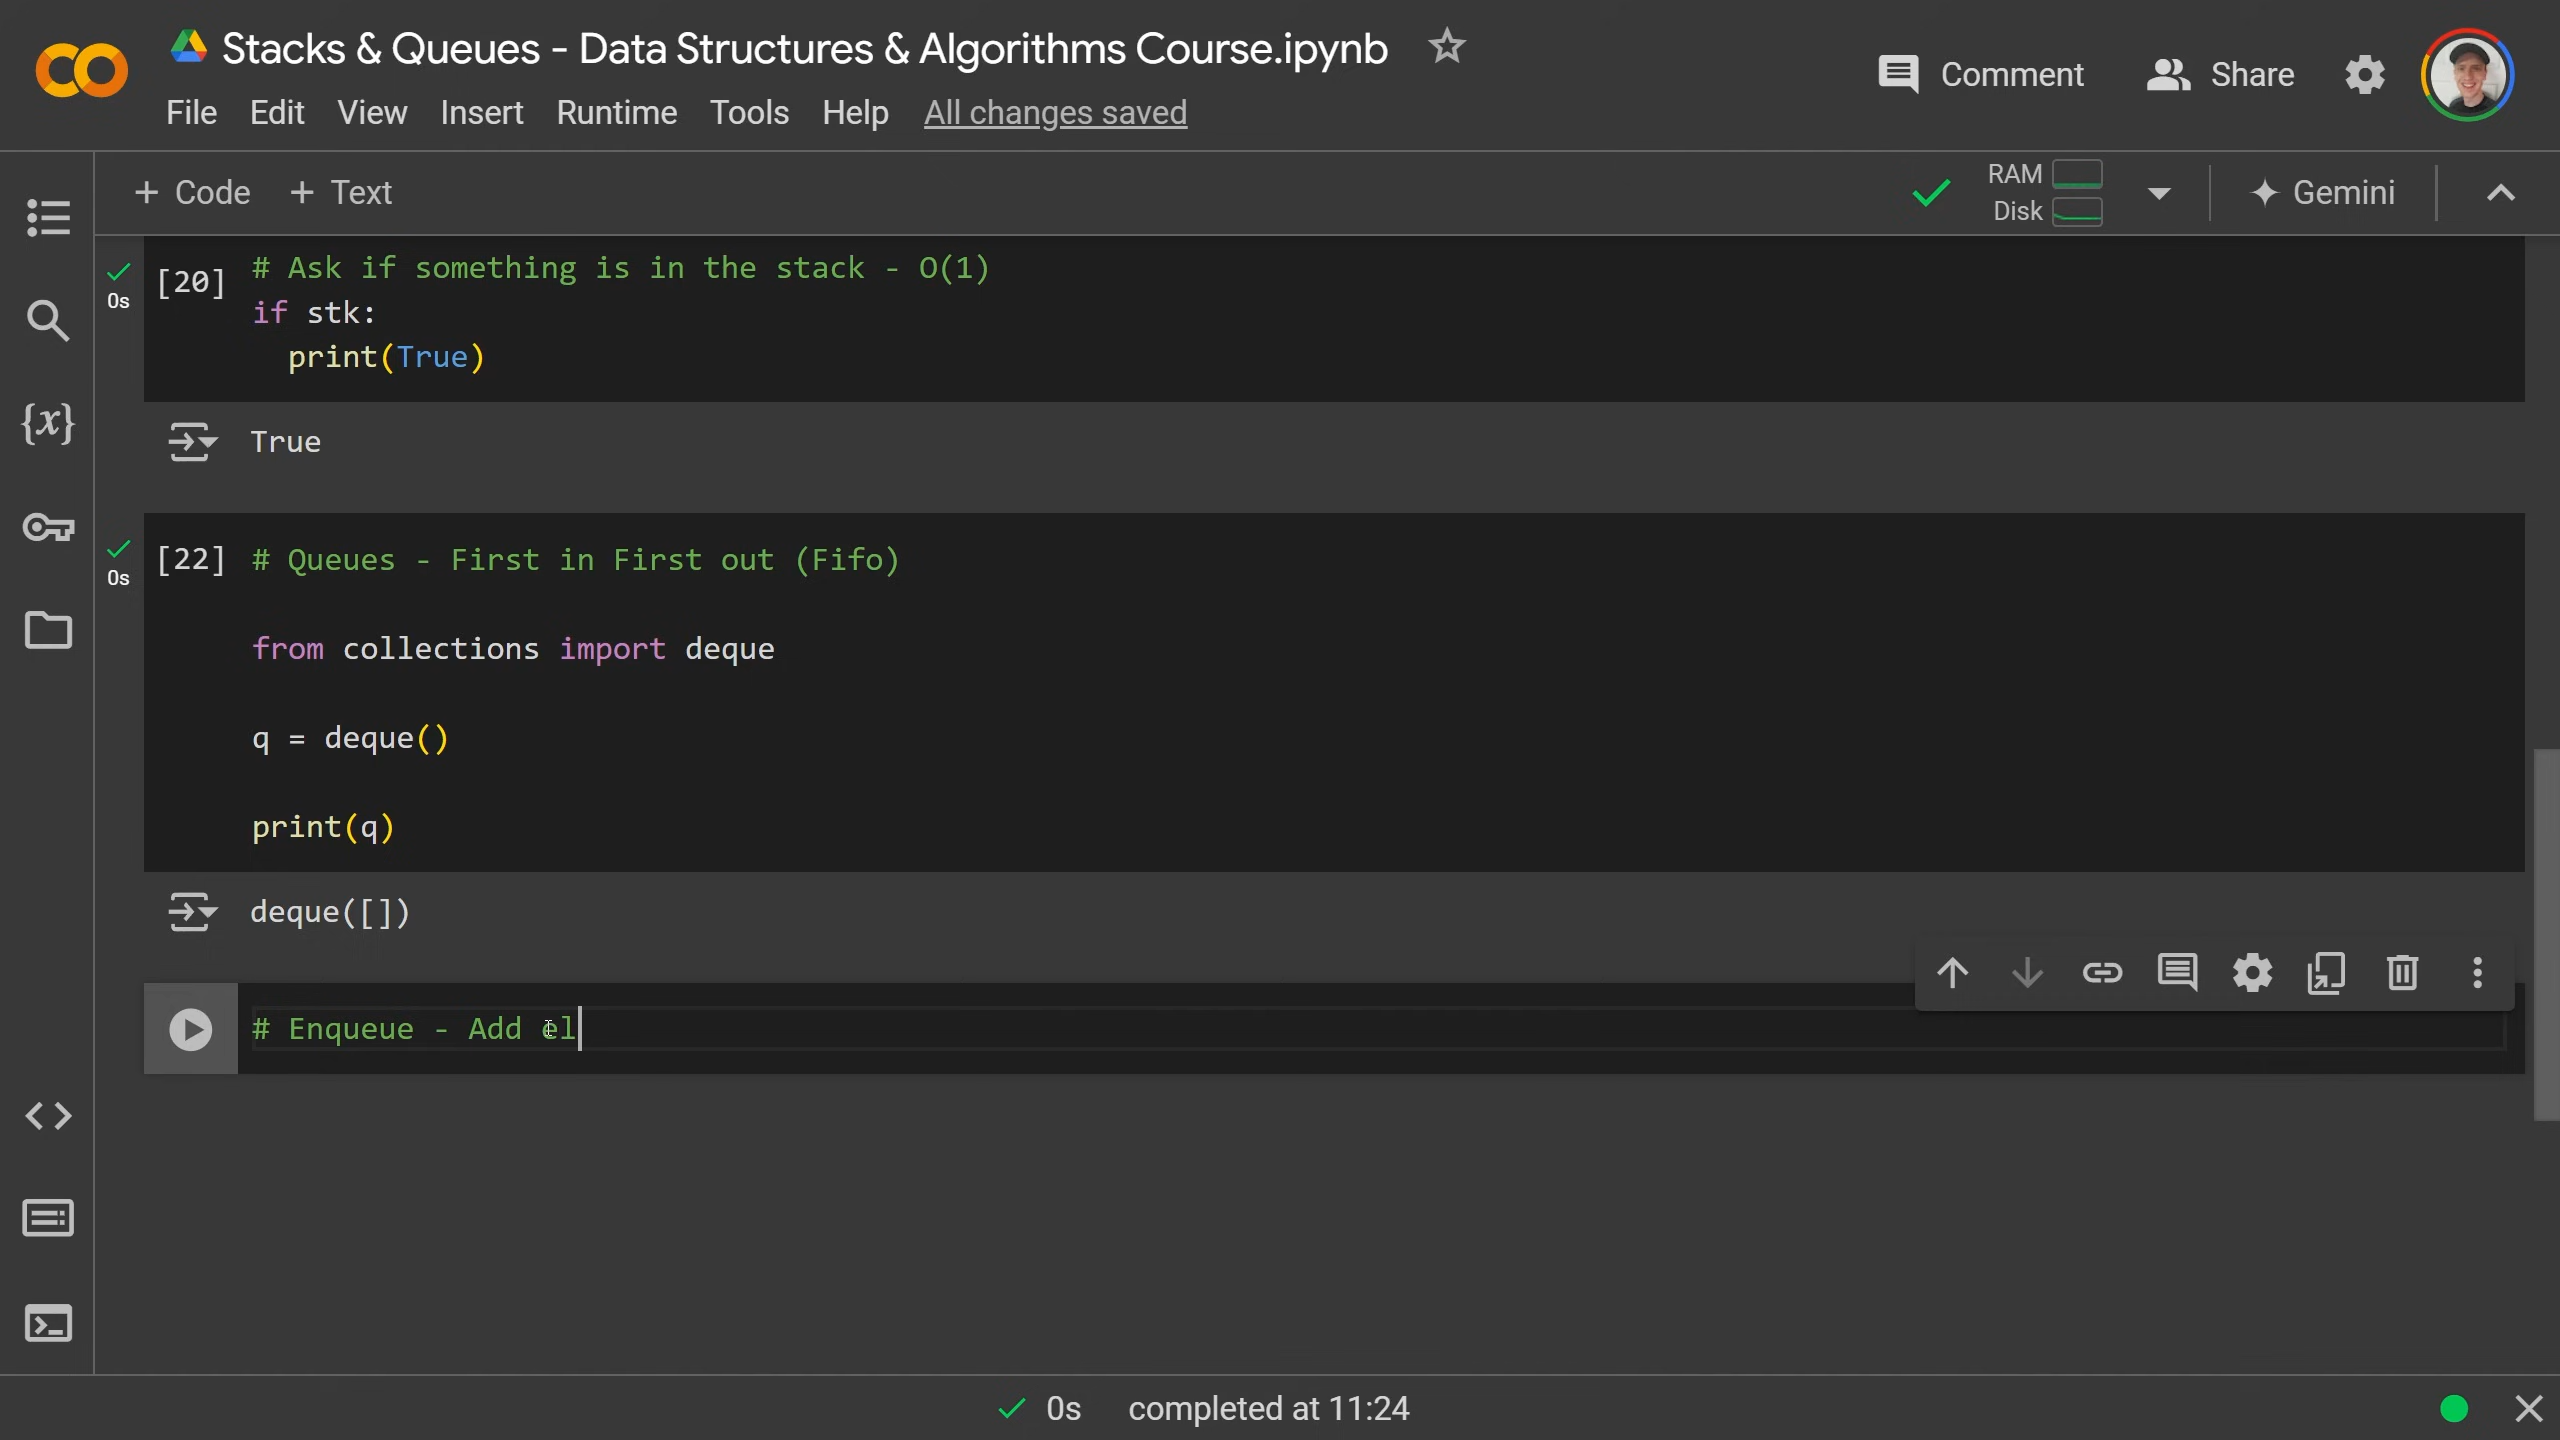 Stacks & Queues - Data Structures & Algorithms Course.ipynb
File Edit View Insert Runtime Tools Help All changes saved
Comment Share
+ Code + Text
RAM
Disk
Gemini
0s
[20]
# Ask if something is in the stack - O(1)
if stk:
print(True)
True
0s
[22]
# Queues - First in First out (Fifo)
from collections import deque
q = deque()
print(q)
deque([])
# Enqueue - Add el
{x}
0s completed at 11:24